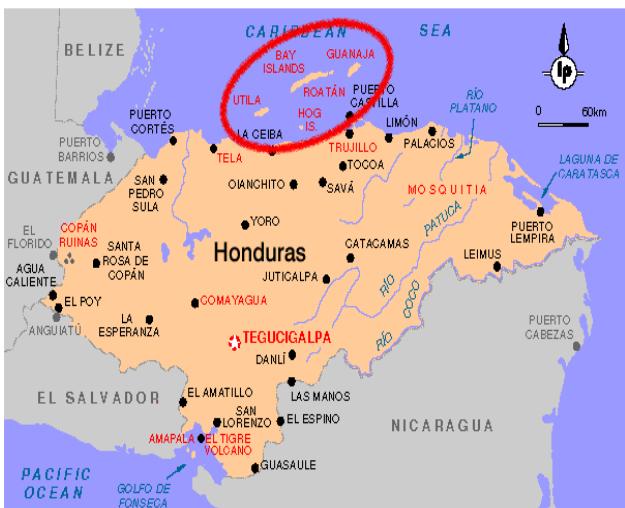 CARIBBEAN SEA
BELIZE
BAY
ISLANDS
GUANAJA
ROATÁN
UTILA
HOG
IS.
PUERTO
CASTILLA
RÍO
PLATANO
lp
0 60km
PUERTO
CORTÉS
LA CEIBA
LIMÓN
PUERTO
BARRIOS
TELA
TRUJILLO
PALACIOS
LAGUNA DE
CARATASCA
GUATEMALA
SAN
PEDRO
SULA
TOCOA
OIANCHITO
SAVÁ
MOSQUITIA
PATUCA
RÍO
PUERTO
LEMPIRA
EL
FLORIDO
COPÁN
RUINAS
YORO
SANTA
ROSA DE
COPÁN
Honduras
CATACAMAS
LEIMUS
AGUA
CALIENTE
JUTICALPA
EL POY
COMAYAGUA
RÍO
COCO
ANGUIATÚ
LA
ESPERANZA
TEGUCIGALPA
PUERTO
CABEZAS
DANLÍ
EL SALVADOR
EL AMATILLO
LAS MANOS
SAN
LORENZO
EL ESPINO
NICARAGUA
AMAPALA
EL TIGRE
VOLCANO
PACIFIC
OCEAN
GOLFO DE
FONSECA
GUASAULE